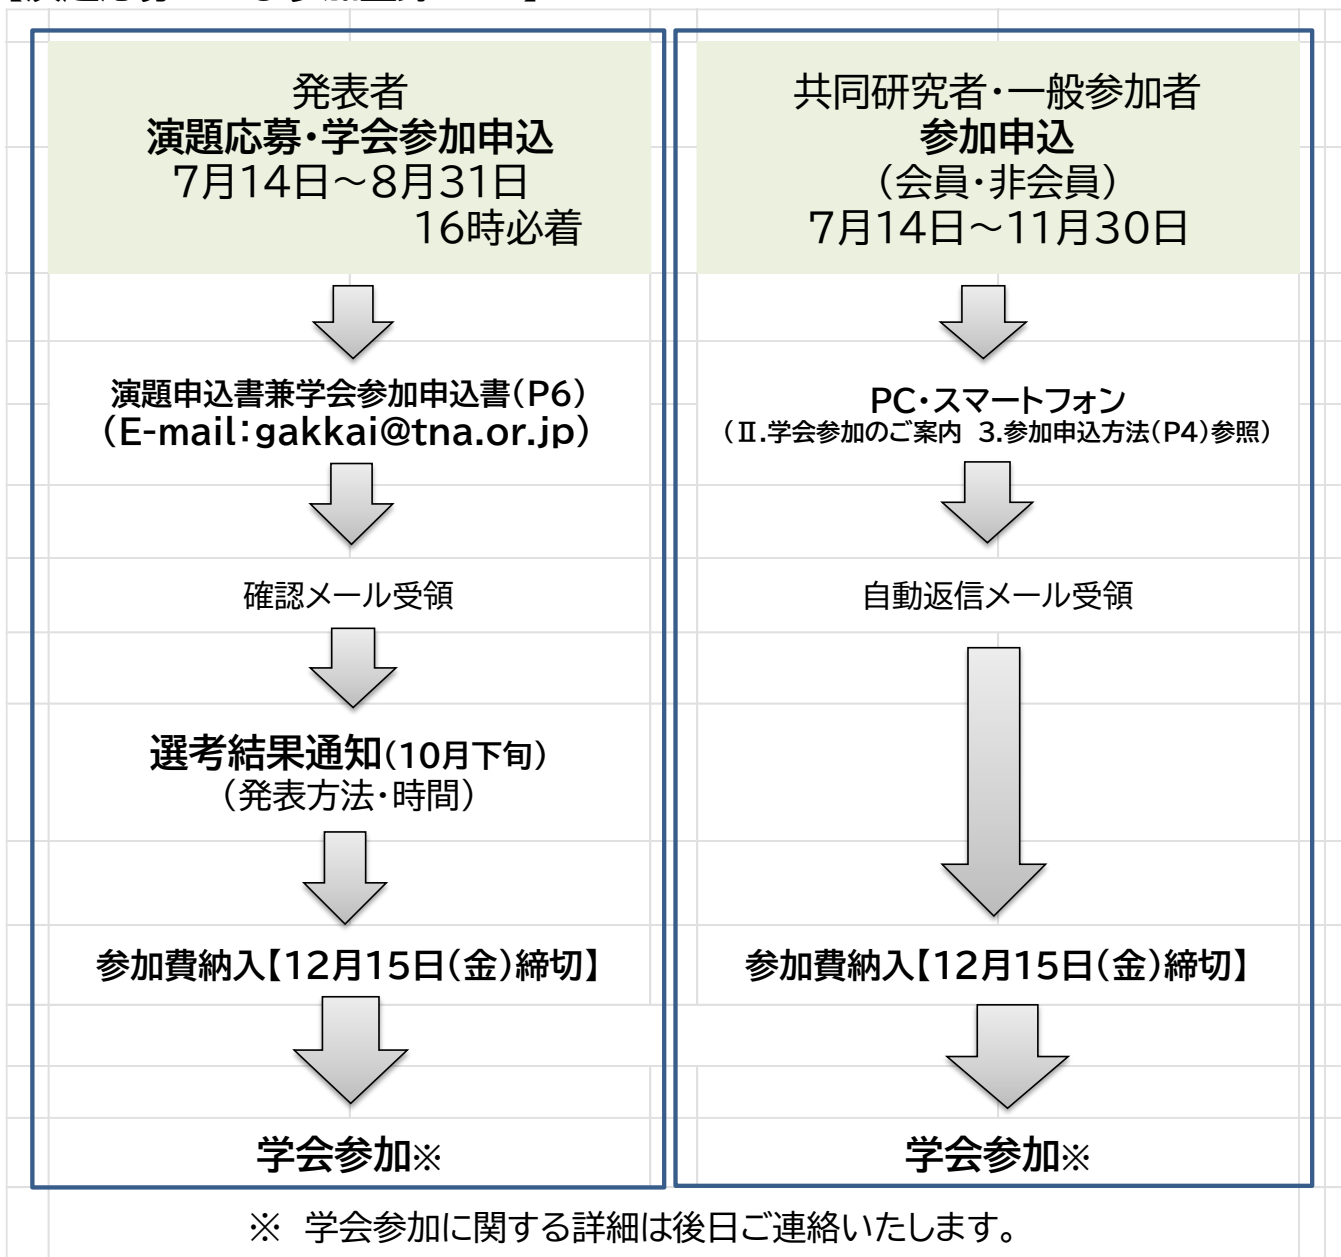 発表者
演題応募・学会参加申込
7月14日～8月31日
16時必着
演題申込書兼学会参加申込書(P6)
(E-mail:gakkai@tna.or.jp)
確認メール受領
選考結果通知(10月下旬)
(発表方法・時間)
参加費納入【12月15日(金)締切】
学会参加※
共同研究者・一般参加者
参加申込
(会員・非会員)
7月14日～11月30日
PC・スマートフォン
(Ⅱ.学会参加のご案内 3.参加申込方法(P4)参照)
自動返信メール受領
参加費納入【12月15日(金)締切】
学会参加※
※ 学会参加に関する詳細は後日ご連絡いたします。